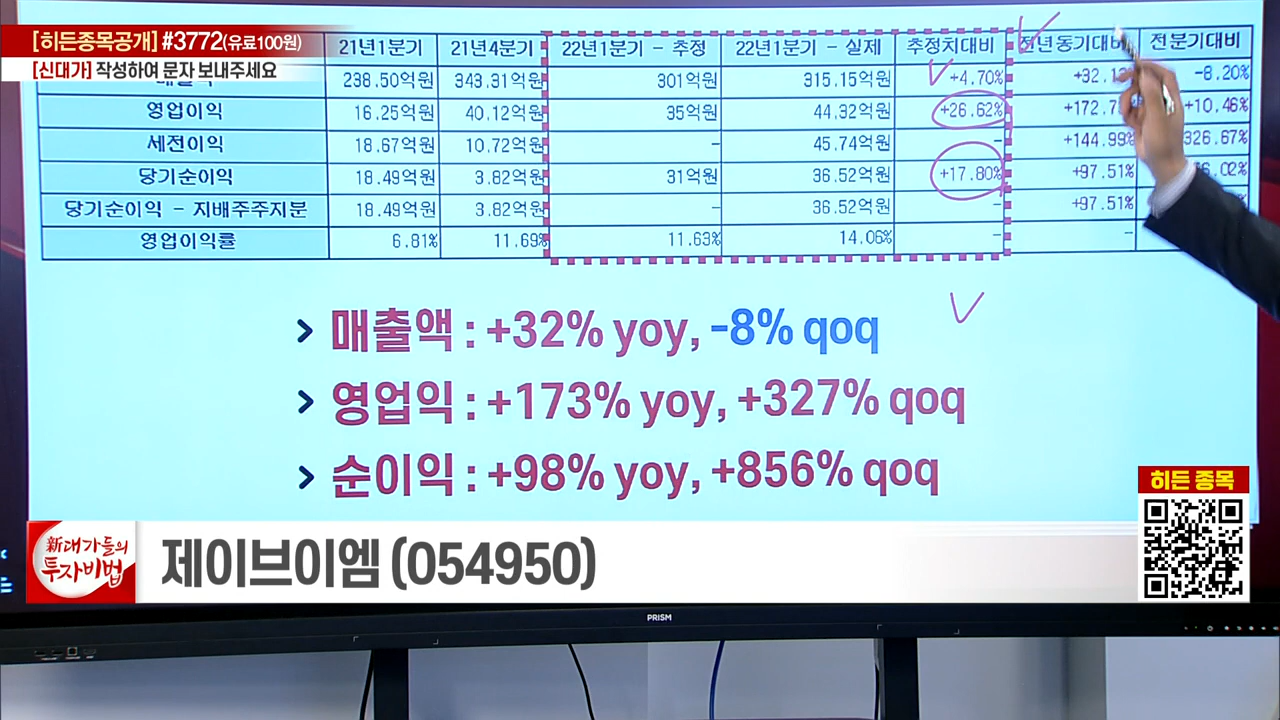 [히든종목공개] #3772(유료100원)
[신대가] 작성하여 문자 보내주세요
21년1분기 21년4분기 22년1분기 - 추정 22년1분기 - 실제 추정치대비 전년동기대비 전분기대비
238.50억원 343.31억원 301억원 315.15억원 +4.70% -8.20%
영업이익 16.25억원 40.12억원 35억원 44.32억원 +26.62% +10.46%
세전이익 18.67억원 10.72억원 - 45.74억원 - +144.99% 326.67%
당기순이익 18.49억원 3.82억원 31억원 36.52억원 +17.80% +97.51%
당기순이익 - 지배주주지분 18.49억원 3.82억원 - 36.52억원 - +97.51%
영업이익률 6.81% 11.69% 11.63% 14.06% - -
> 매출액 : +32% yoy, -8% qoq
> 영업익 : +173% yoy, +327% qoq
> 순이익 : +98% yoy, +856% qoq
히든 종목
新대가들의
투자비법
제이브이엠 (054950)
PRISM